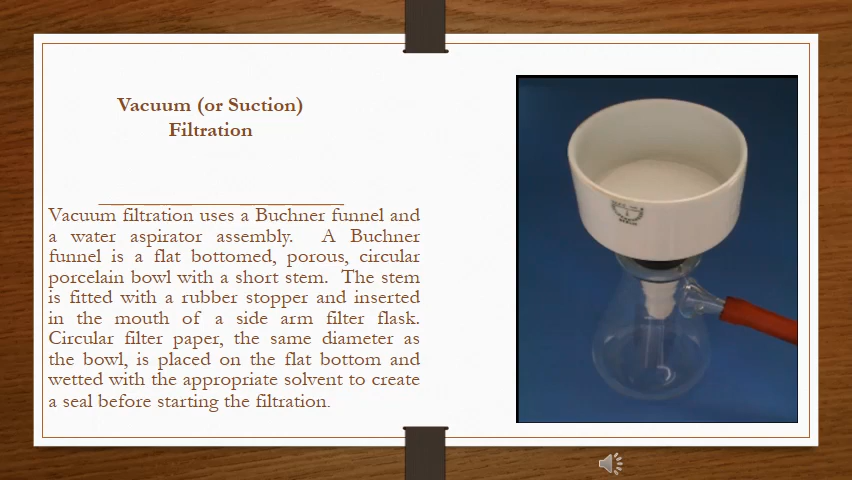 Vacuum (or Suction)
Filtration
Vacuum filtration uses a Buchner funnel and
a water aspirator assembly. A Buchner
funnel is a flat bottomed, porous, circular
porcelain bowl with a short stem. The stem
is fitted with a rubber stopper and inserted
in the mouth of a side arm filter flask.
Circular filter paper, the same diameter as
the bowl, is placed on the flat bottom and
wetted with the appropriate solvent to create
a seal before starting the filtration.